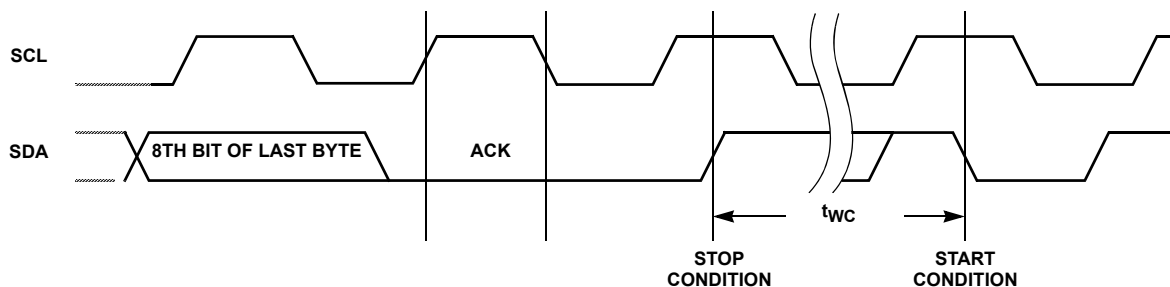 SCL
SDA
8TH BIT OF LAST BYTE
ACK
tWC
STOP
CONDITION
START
CONDITION